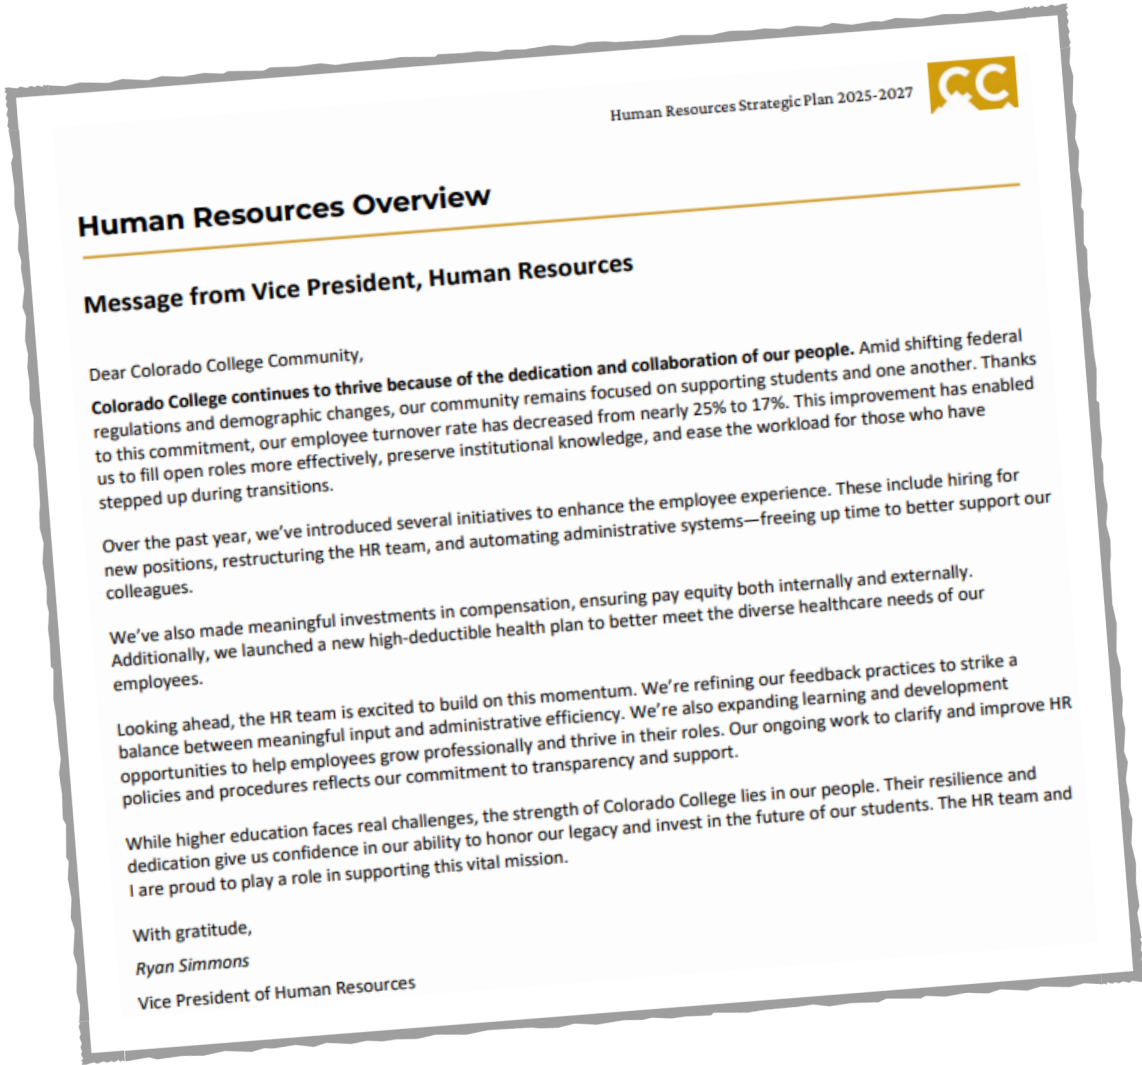 Human Resources Strategic Plan 2025-2027
CC
Human Resources Overview
Message from Vice President, Human Resources
Dear Colorado College Community,
Colorado College continues to thrive because of the dedication and collaboration of our people. Amid shifting federal
regulations and demographic changes, our community remains focused on supporting students and one another. Thanks
to this commitment, our employee turnover rate has decreased from nearly 25% to 17%. This improvement has enabled
us to fill open roles more effectively, preserve institutional knowledge, and ease the workload for those who have
stepped up during transitions.
Over the past year, we’ve introduced several initiatives to enhance the employee experience. These include hiring for
new positions, restructuring the HR team, and automating administrative systems—freeing up time to better support our
colleagues.
We’ve also made meaningful investments in compensation, ensuring pay equity both internally and externally.
Additionally, we launched a new high-deductible health plan to better meet the diverse healthcare needs of our
employees.
Looking ahead, the HR team is excited to build on this momentum. We’re refining our feedback practices to strike a
balance between meaningful input and administrative efficiency. We’re also expanding learning and development
opportunities to help employees grow professionally and thrive in their roles. Our ongoing work to clarify and improve HR
policies and procedures reflects our commitment to transparency and support.
While higher education faces real challenges, the strength of Colorado College lies in our people. Their resilience and
dedication give us confidence in our ability to honor our legacy and invest in the future of our students. The HR team and
I are proud to play a role in supporting this vital mission.
With gratitude,
Ryan Simmons
Vice President of Human Resources